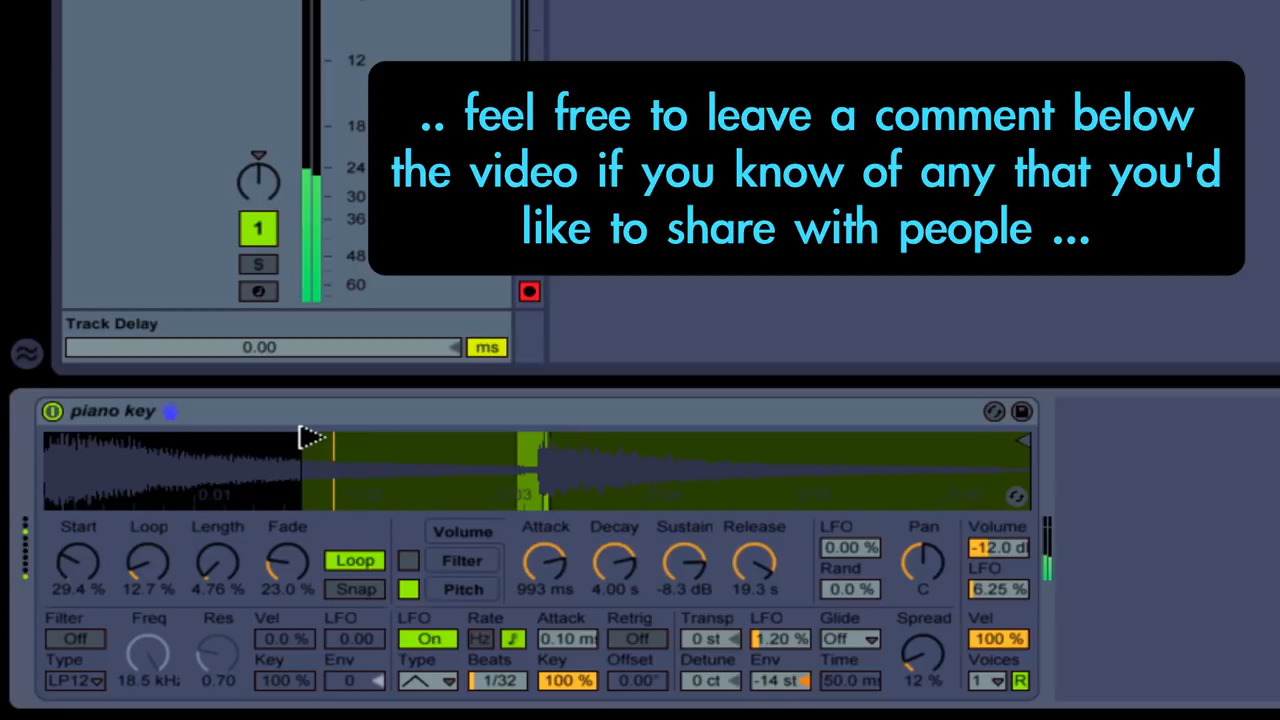 12
.. feel free to leave a comment below
18
the video if you know of any that you'd
24
30
like to share with people ...
36
1
48
S
60
Track Delay
0.00 ms
piano key
0:01
Start Loop Length Fade Volume Attack Decay Sustain Release LFO Pan Volume
Loop Filter 0.00 % -12.0 d
Rand LFO
29.4 % 12.7 % 4.76 % 23.0 % Snap Pitch 993 ms 4.00 s -8.3 dB 19.3 s 0.0 % C 6.25 %
Filter Freq Res Vel LFO LFO Rate Attack Retrig Transp LFO Glide Spread Vel
Off 0.0 % 0.00 On Hz 0.10 m Off 0 st 1.20 % Off 100 %
Type Key Env Type Beats Key Offset Detune Env Time Voices
LP12 18.5 kHz 0.70 100 % 0 1/32 100 % 0.00° 0 ct -14 st 50.0 m 12 % 1 R